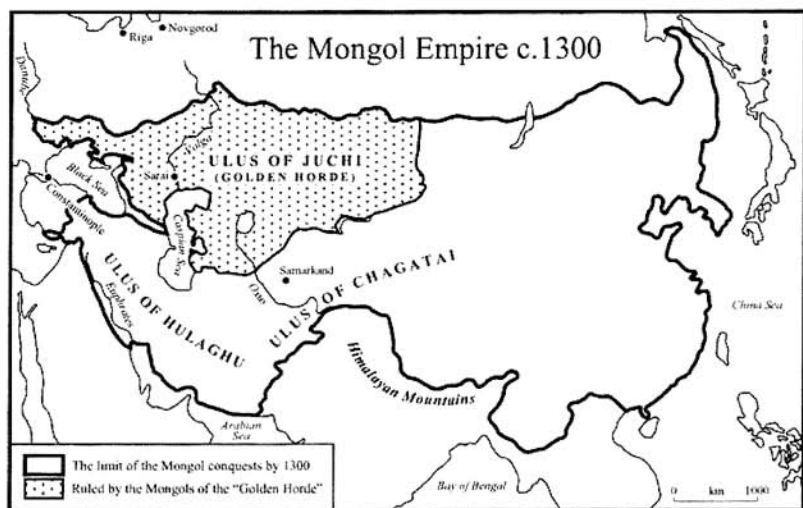 The Mongol Empire c.1300
Novgorod
Riga
Danube
Volga
ULUS OF JUCHI
(GOLDEN HORDE)
Black Sea
Sarai
Constantinople
Caspian Sea
Samarkand
ULUS OF CHAGATAI
Oxus
ULUS OF HULAGHU
Euphrates
China Sea
Himalayan Mountains
Arabian
Sea
Bay of Bengal
The limit of the Mongol conquests by 1300
Ruled by the Mongols of the "Golden Horde"
0 km 1000